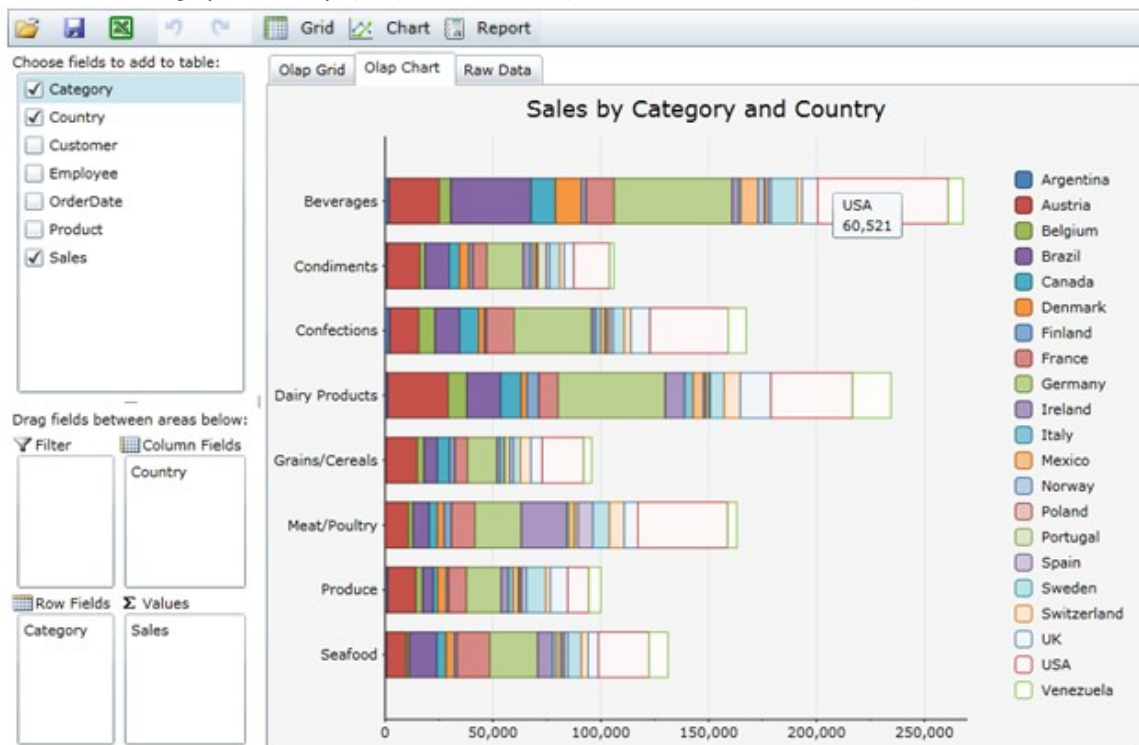 Grid Chart Report
Choose fields to add to table:
Category
Country
Customer
Employee
OrderDate
Product
Sales
Drag fields between areas below:
Filter Column Fields
Country
Row Fields Σ Values
Category Sales
Olap Grid Olap Chart Raw Data
Sales by Category and Country
Beverages
Condiments
Confections
Dairy Products
Grains/Cereals
Meat/Poultry
Produce
Seafood
USA
60,521
0 50,000 100,000 150,000 200,000 250,000
Argentina
Austria
Belgium
Brazil
Canada
Denmark
Finland
France
Germany
Ireland
Italy
Mexico
Norway
Poland
Portugal
Spain
Sweden
Switzerland
UK
USA
Venezuela